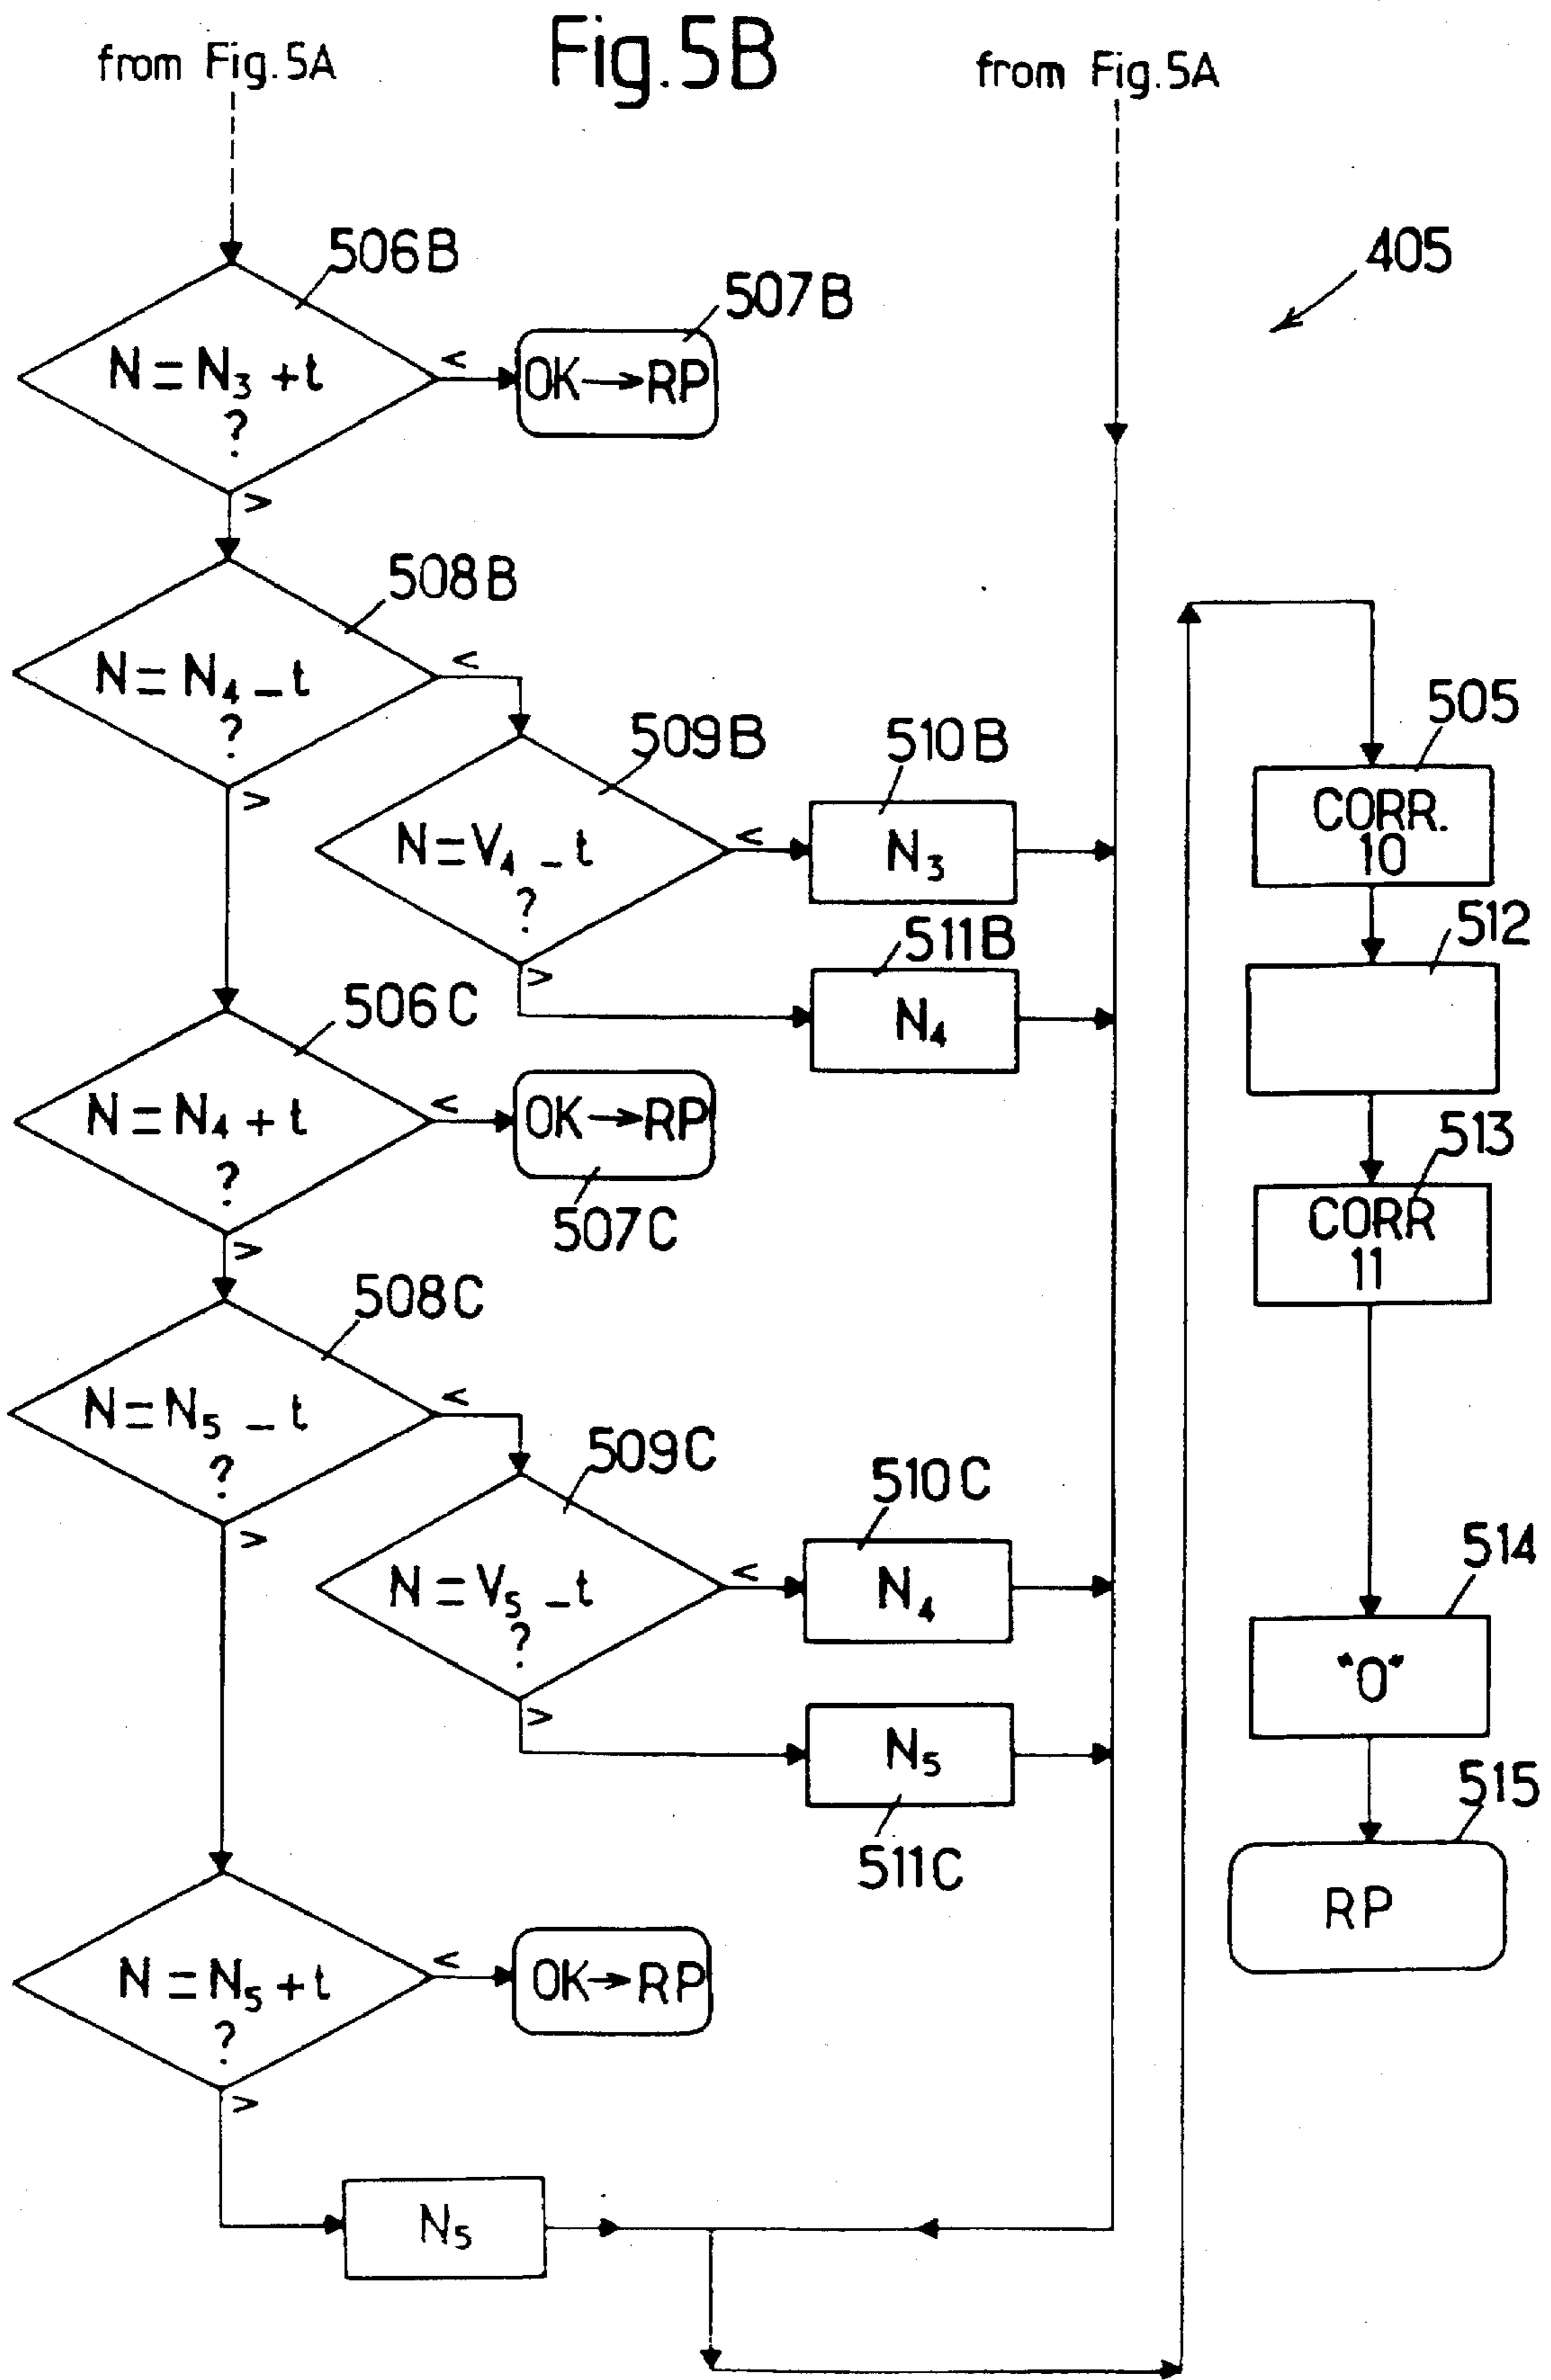 Fig.5B
from Fig.5A
from Fig.5A
405
506B
N = N₃ + t
?
<
>
507B
OK → RP
508B
N = N₄ - t
?
<
>
509B
N = V₄ - t
?
<
>
510B
N₃
511B
N₄
506C
N = N₄ + t
?
<
>
OK → RP
507C
508C
N = N₅ - t
?
<
>
509C
N = V₅ - t
?
<
>
510C
N₄
N₅
511C
N = N₅ + t
?
<
>
OK → RP
N₅
505
CORR.
10
512
513
CORR
11
514
"0"
515
RP